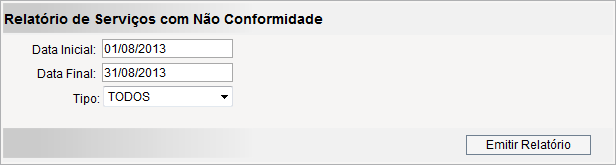 Relatório de Serviços com Não Conformidade
Data Inicial: 01/08/2013
Data Final: 31/08/2013
Tipo: TODOS
Emitir Relatório